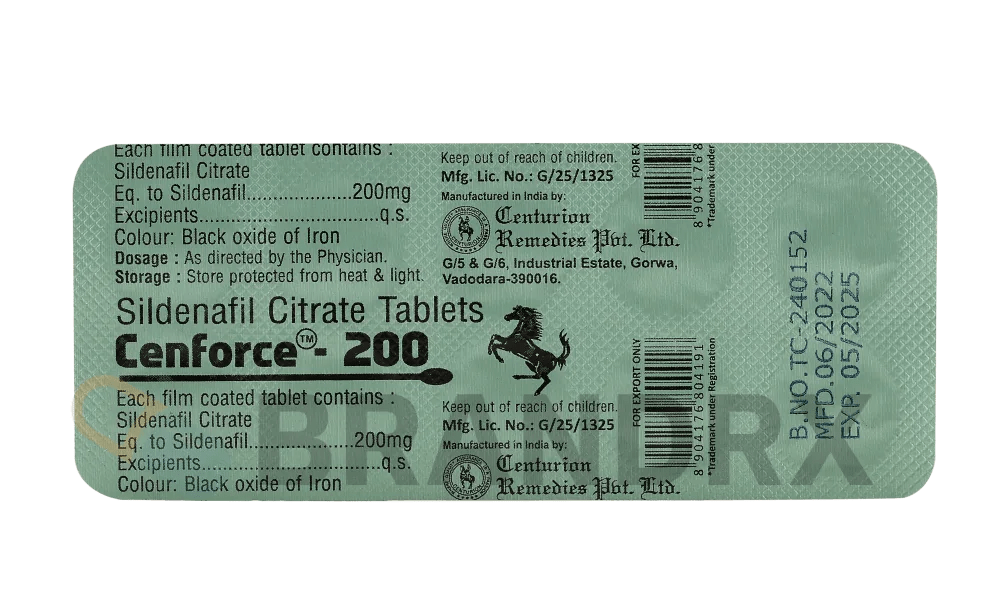 Each film coated tablet contains :
Sildenafil Citrate
Eq. to Sildenafil.....................200mg
Excipients....................................q.s.
Colour: Black oxide of Iron
Dosage : As directed by the Physician.
Storage : Store protected from heat & light.
Keep out of reach of children.
Mfg. Lic. No.: G/25/1325
Manufactured in India by:
Centurion
Remedies Pvt. Ltd.
G/5 & G/6, Industrial Estate, Gorwa,
Vadodara-390016.
FOR EX
8 904176 8
*Trademark under
Sildenafil Citrate Tablets
Cenforce™- 200
Each film coated tablet contains :
Sildenafil Citrate
Eq. to Sildenafil.....................200mg
Excipients....................................q.s.
Colour: Black oxide of Iron
Keep out of reach of children.
Mfg. Lic. No.: G/25/1325
Manufactured in India by:
Centurion
Remedies Pvt. Ltd.
FOR EXPORT ONLY
8 904176 804191
*Trademark under Registration
B.NO.TC-240152
MFD.06/2022
EXP. 05/2025
BRANDRX